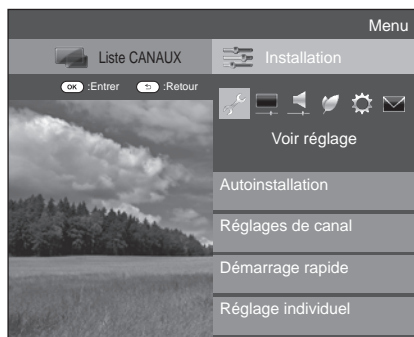 Menu
Liste CANAUX
Installation
OK :Entrer :Retour
Voir réglage
Autoinstallation
Réglages de canal
Démarrage rapide
Réglage individuel